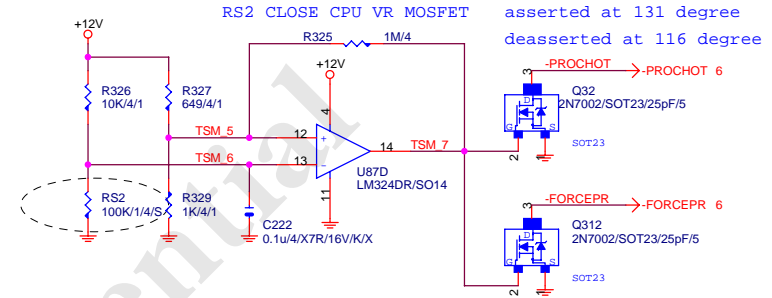 RS2 CLOSE CPU VR MOSFET
asserted at 131 degree
deasserted at 116 degree
+12V
R325
1M/4
+12V
-PROCHOT
-PROCHOT 6
3
Q32
2N7002/SOT23/25pF/5
D
G
S
SOT23
2
1
R326
10K/4/1
R327
649/4/1
4
TSM_5
12
+
TSM_6
13
-
14
TSM_7
U87D
LM324DR/SO14
11
RS2
100K/1/4/S
R329
1K/4/1
C222
0.1u/4/X7R/16V/K/X
-FORCEPR
-FORCEPR 6
3
Q312
2N7002/SOT23/25pF/5
D
G
S
SOT23
2
1
ential